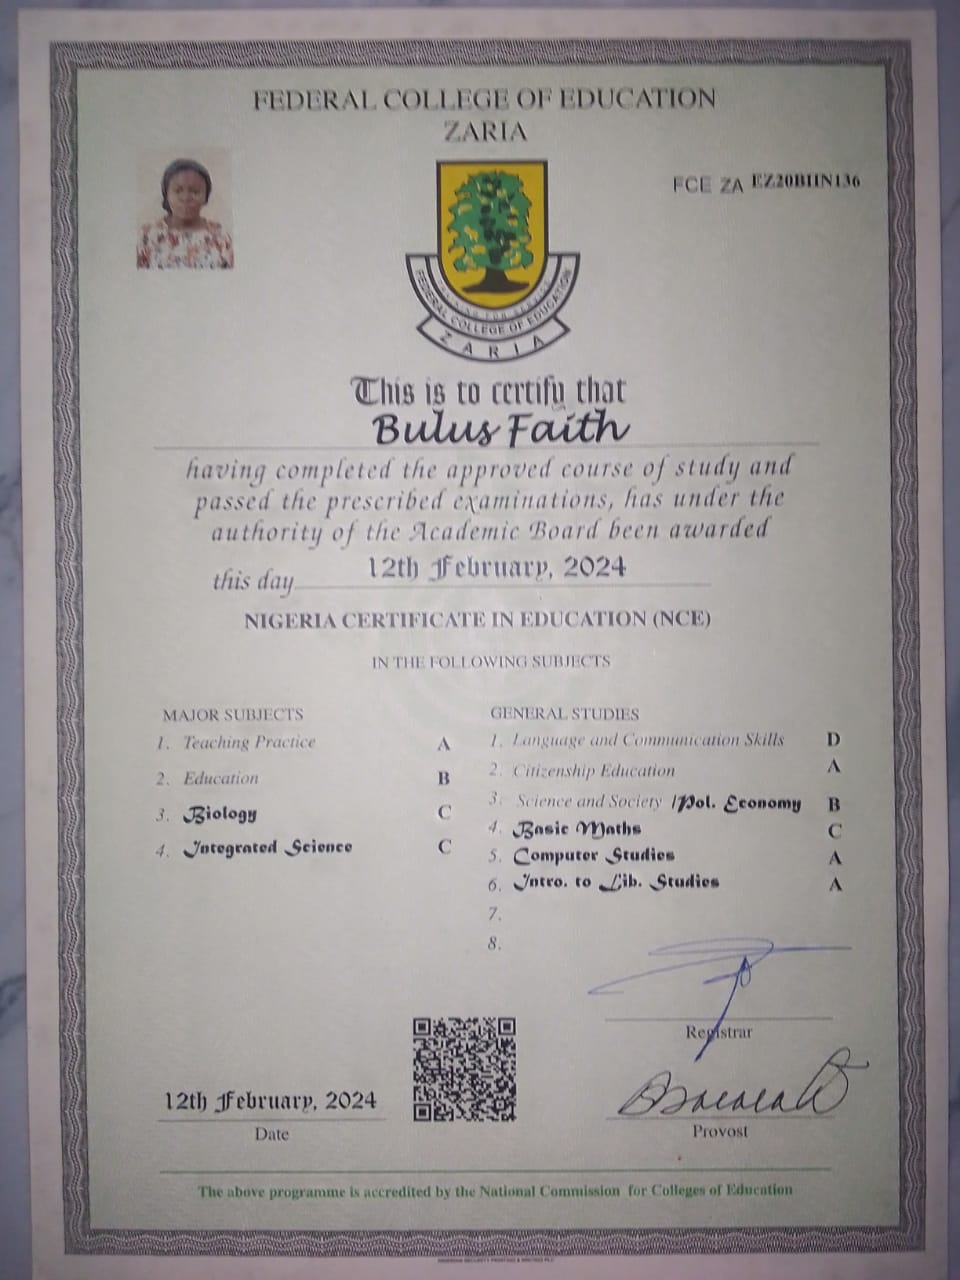 FEDERAL COLLEGE OF EDUCATION
ZARIA
FCE ZA EZ20BIIN136
FEDERAL COLLEGE OF EDUCATION
ZARIA
This is to certify that
Bulus Faith
having completed the approved course of study and
passed the prescribed examinations, has under the
authority of the Academic Board been awarded
this day 12th February, 2024
NIGERIA CERTIFICATE IN EDUCATION (NCE)
IN THE FOLLOWING SUBJECTS
MAJOR SUBJECTS
1. Teaching Practice A
2. Education B
3. Biology C
4. Integrated Science C
GENERAL STUDIES
1. Language and Communication Skills D
2. Citizenship Education A
3. Science and Society /Pol. Economy B
4. Basic Maths C
5. Computer Studies A
6. Intro. to Lib. Studies A
7.
8.
Registrar
12th February, 2024
Date
Provost
The above programme is accredited by the National Commission for Colleges of Education